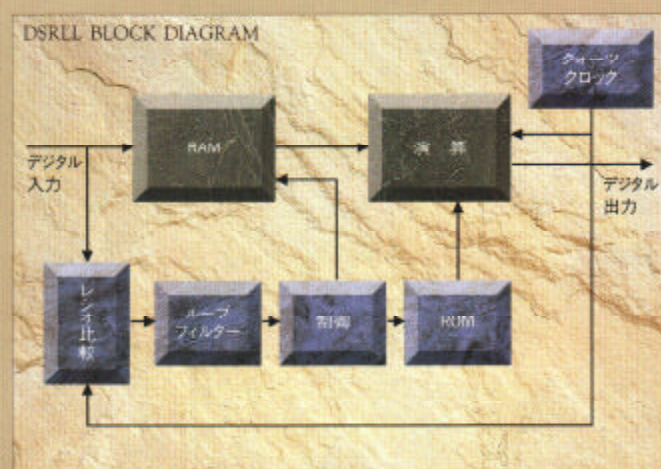 DSRLL BLOCK DIAGRAM
クォーツ
クロック
RAM
演算
デジタル
入力
デジタル
出力
レシオ比較
ループ
フィルター
制御
ROM